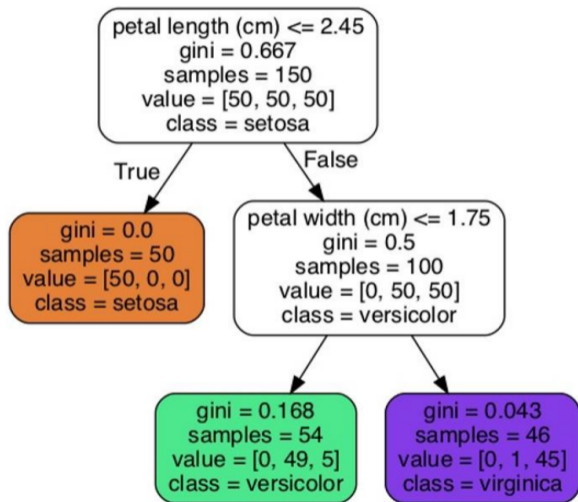 petal length (cm) <= 2.45
gini = 0.667
samples = 150
value = [50, 50, 50]
class = setosa
True
False
gini = 0.0
samples = 50
value = [50, 0, 0]
class = setosa
petal width (cm) <= 1.75
gini = 0.5
samples = 100
value = [0, 50, 50]
class = versicolor
gini = 0.168
samples = 54
value = [0, 49, 5]
class = versicolor
gini = 0.043
samples = 46
value = [0, 1, 45]
class = virginica